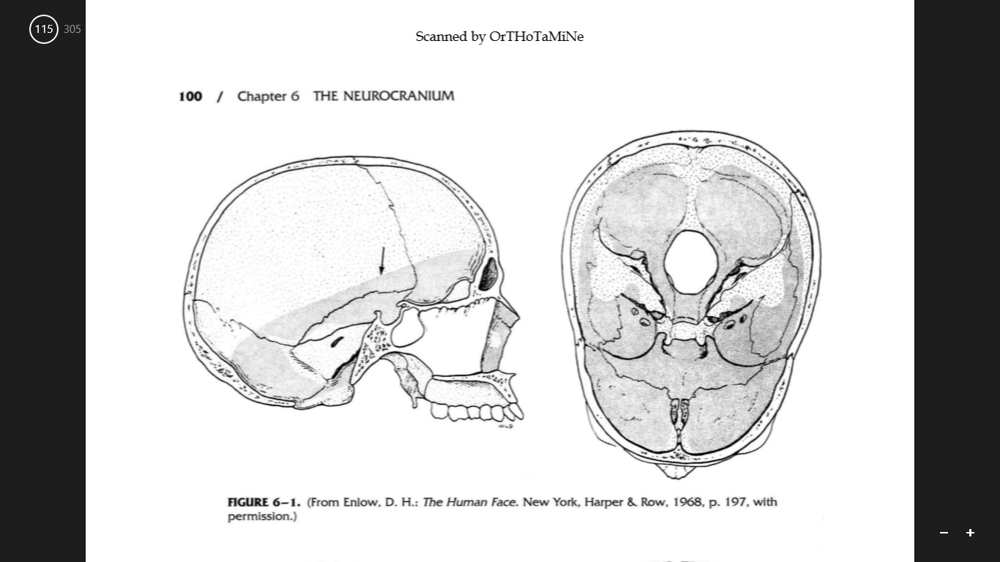 115 305
Scanned by OrTHoTaMiNe
100 / Chapter 6 THE NEUROCRANIUM
WLB
FIGURE 6–1. (From Enlow, D. H.: The Human Face. New York, Harper & Row, 1968, p. 197, with
permission.)